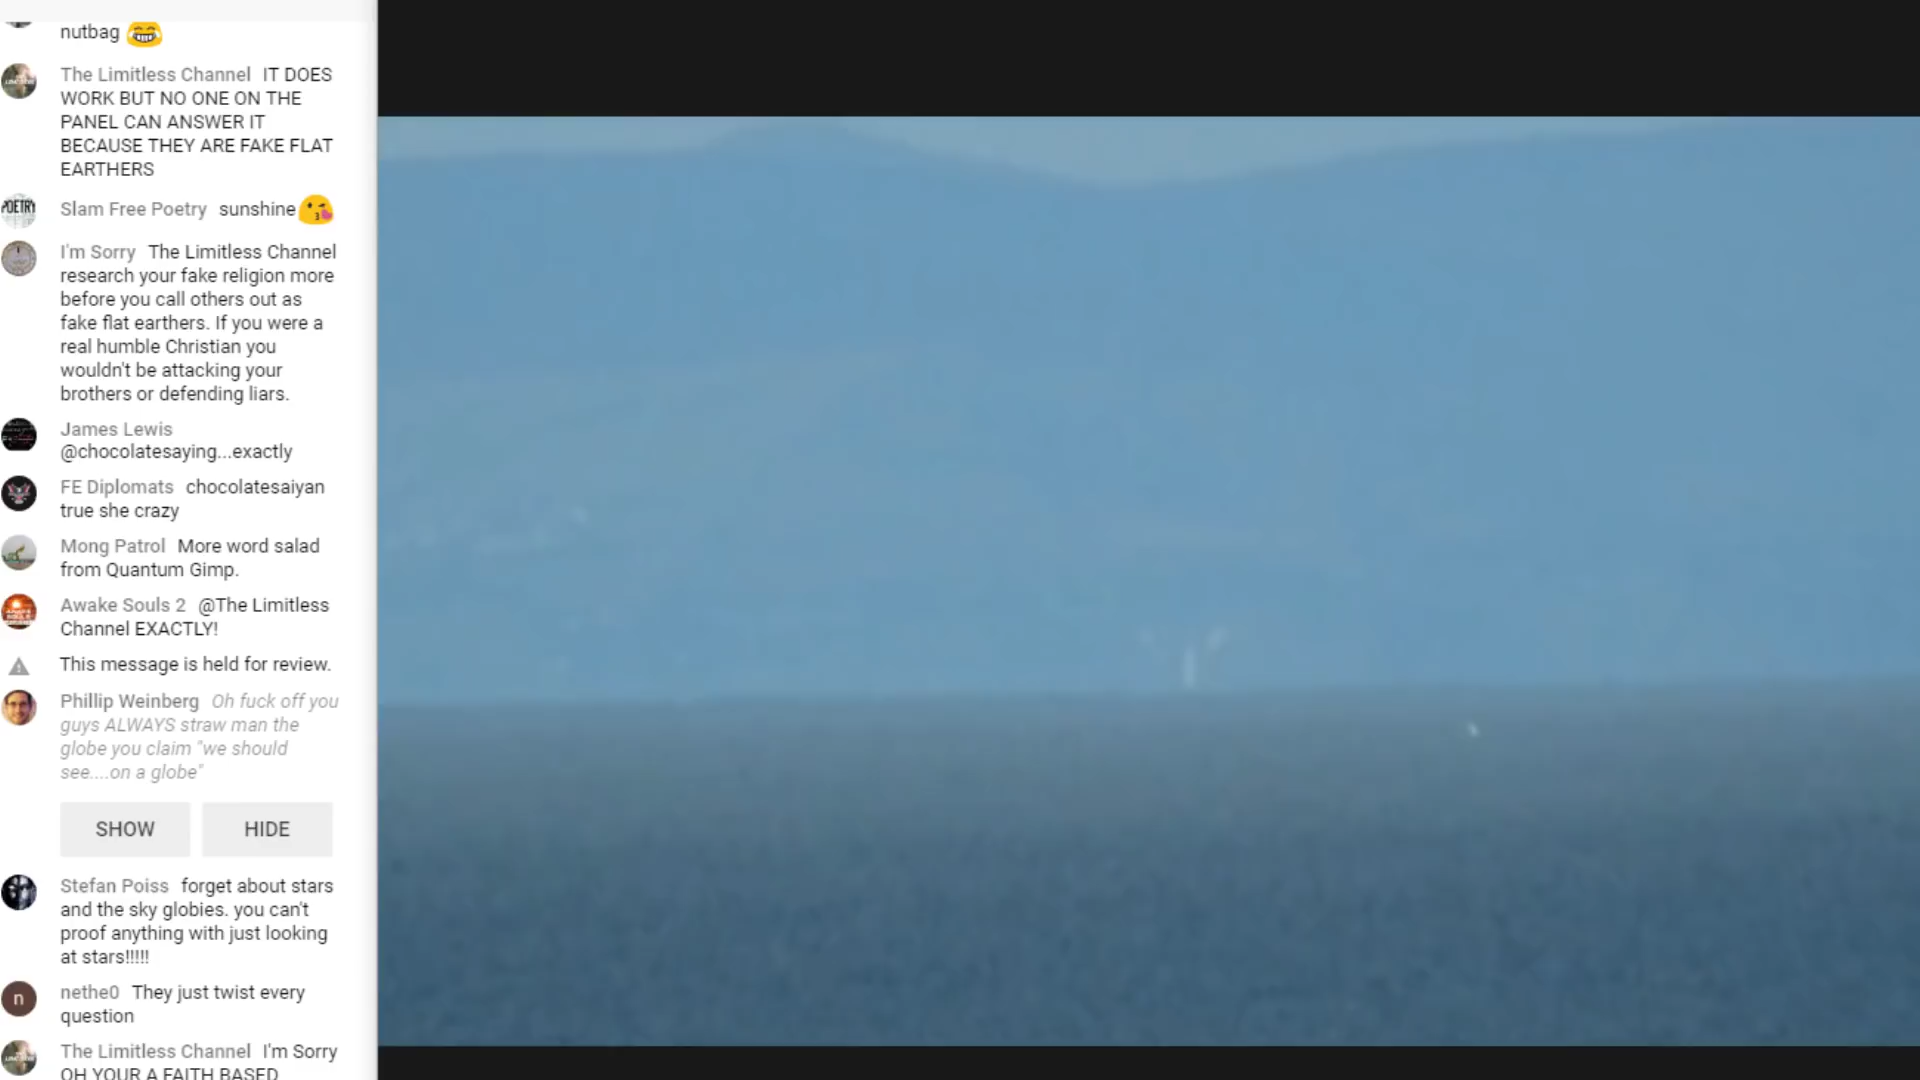 nutbag
The Limitless Channel IT DOES
WORK BUT NO ONE ON THE
PANEL CAN ANSWER IT
BECAUSE THEY ARE FAKE FLAT
EARTHERS
POETRY
Slam Free Poetry sunshine
I'm Sorry The Limitless Channel
research your fake religion more
before you call others out as
fake flat earthers. If you were a
real humble Christian you
wouldn't be attacking your
brothers or defending liars.
James Lewis
@chocolatesaying...exactly
FE Diplomats chocolatesaiyan
true she crazy
Mong Patrol More word salad
from Quantum Gimp.
Awake Souls 2 @The Limitless
Channel EXACTLY!
This message is held for review.
Phillip Weinberg Oh fuck off you
guys ALWAYS straw man the
globe you claim "we should
see....on a globe"
SHOW HIDE
Stefan Poiss forget about stars
and the sky globies. you can't
proof anything with just looking
at stars!!!!!
n nethe0 They just twist every
question
The Limitless Channel I'm Sorry
OH YOUR A FAITH BASED